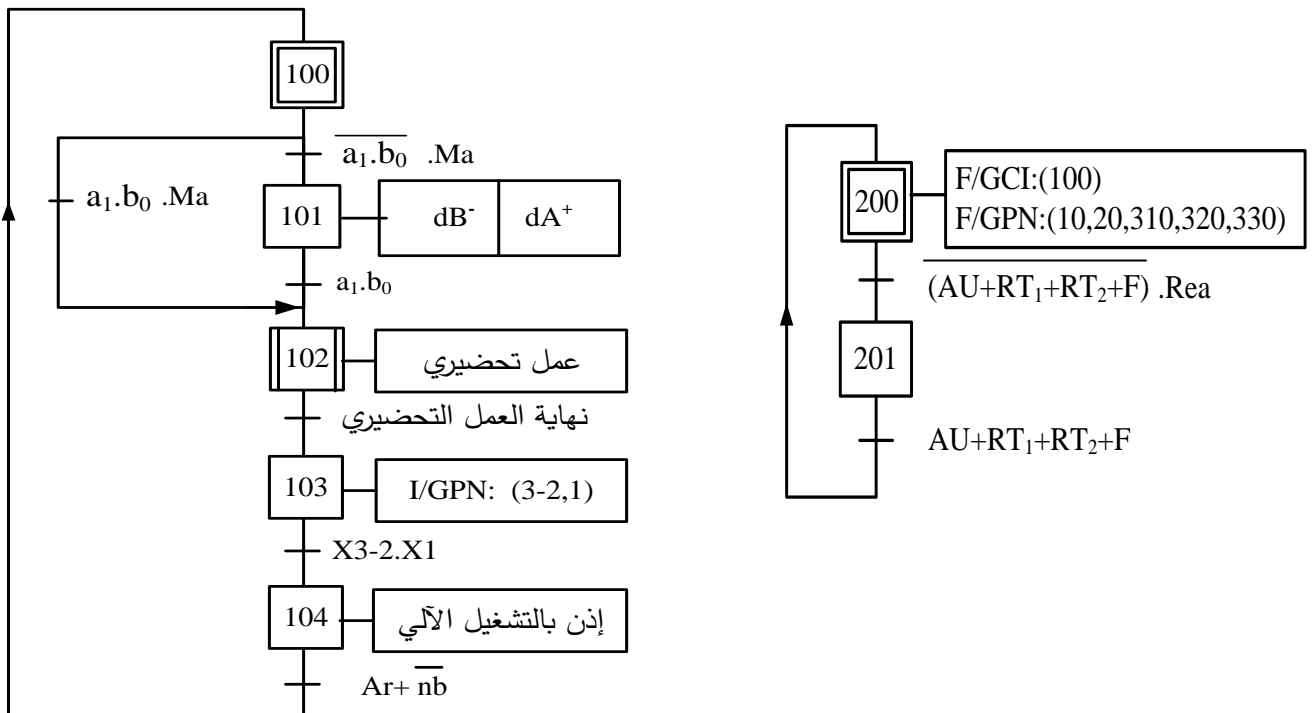 100
a₁.b₀ .Ma
a₁.b₀ .Ma
101
dB⁻ dA⁺
a₁.b₀
102
عمل تحضيري
نهاية العمل التحضيري
103
I/GPN: (3-2,1)
X3-2.X1
104
إذن بالتشغيل الآلي
Ar+ n̅b̅
200
F/GCI:(100)
F/GPN:(10,20,310,320,330)
(AU+RT₁+RT₂+F) .Rea
201
AU+RT₁+RT₂+F